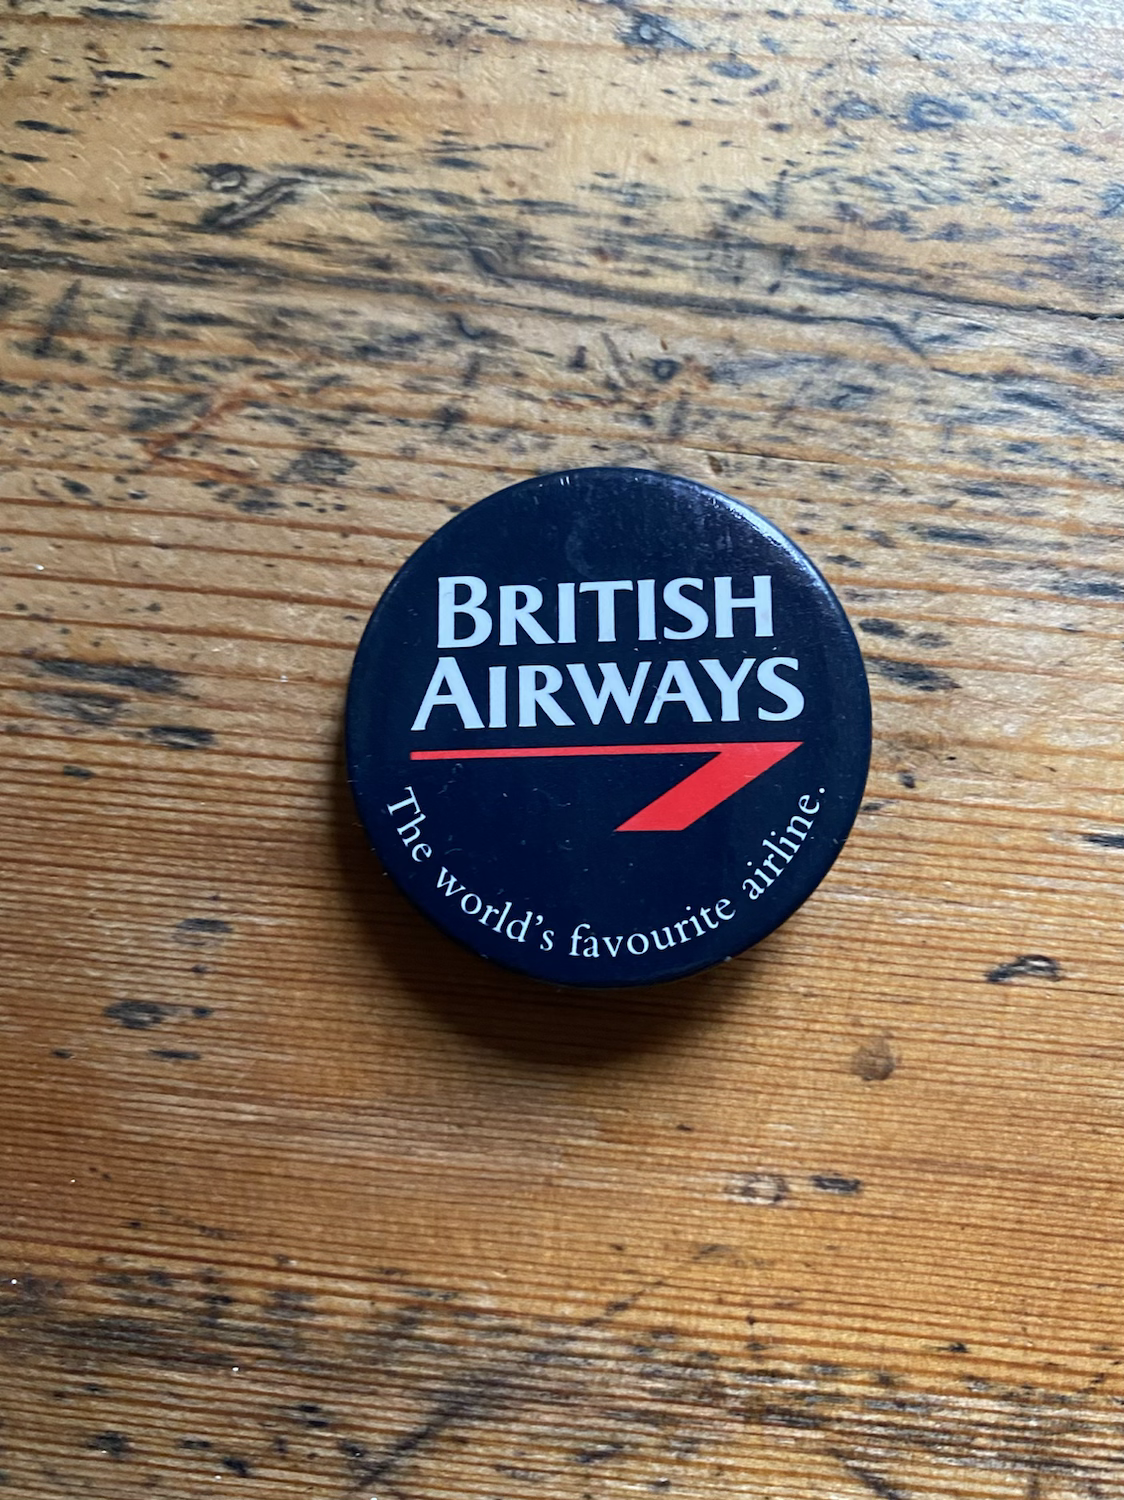 BRITISH
AIRWAYS
The world's favourite airline.